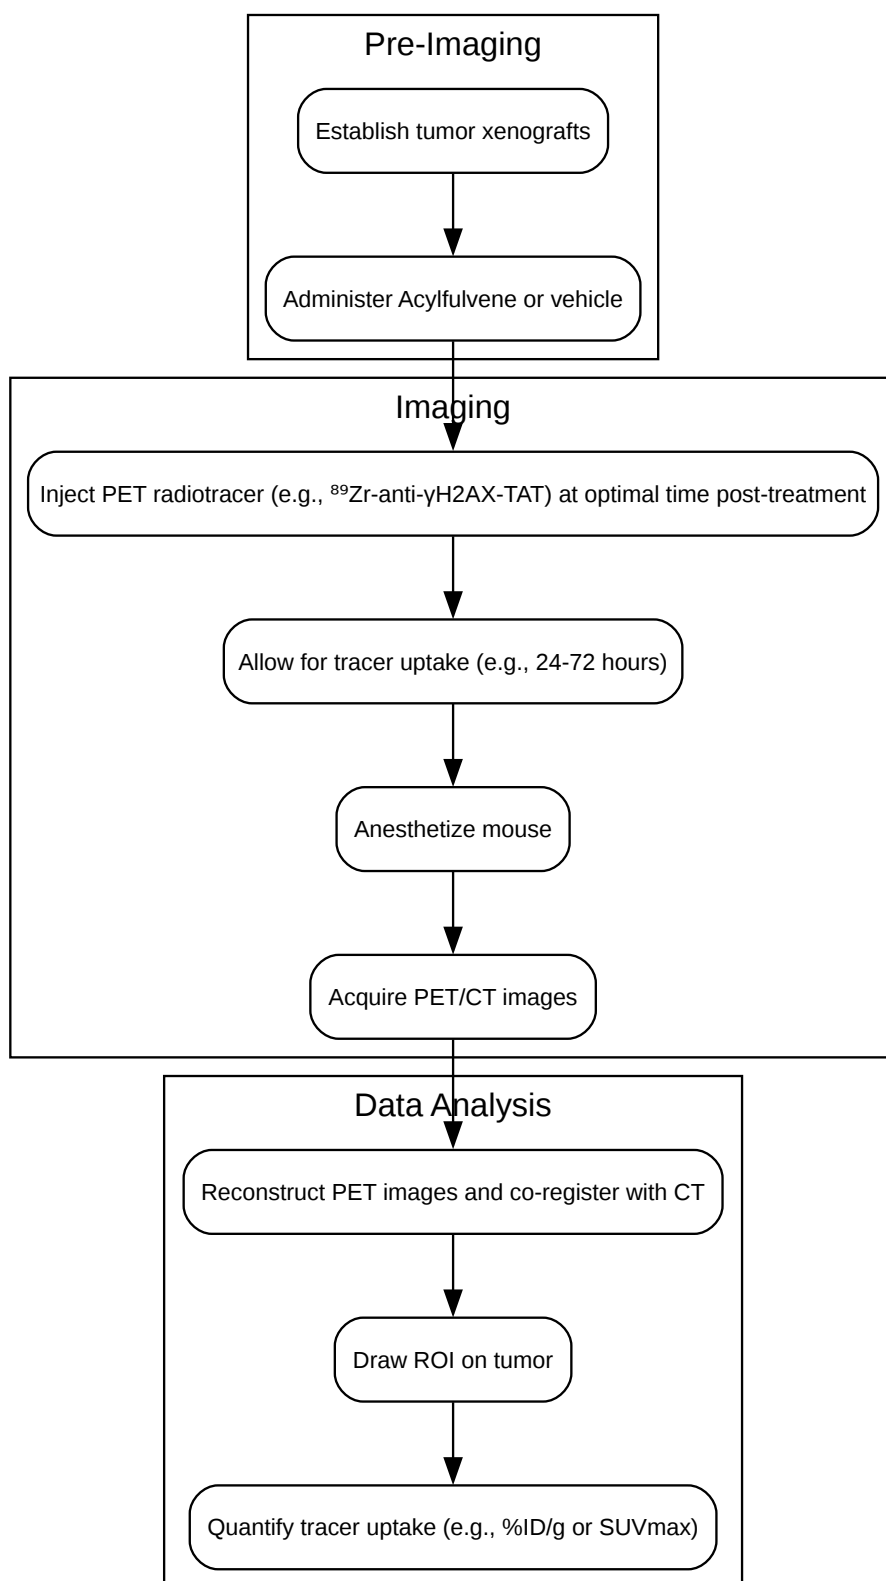 Pre-Imaging
Establish tumor xenografts
Administer Acylfulvene or vehicle
Imaging
Inject PET radiotracer (e.g., ⁸⁹Zr-anti-γH2AX-TAT) at optimal time post-treatment
Allow for tracer uptake (e.g., 24-72 hours)
Anesthetize mouse
Acquire PET/CT images
Data Analysis
Reconstruct PET images and co-register with CT
Draw ROI on tumor
Quantify tracer uptake (e.g., %ID/g or SUVmax)